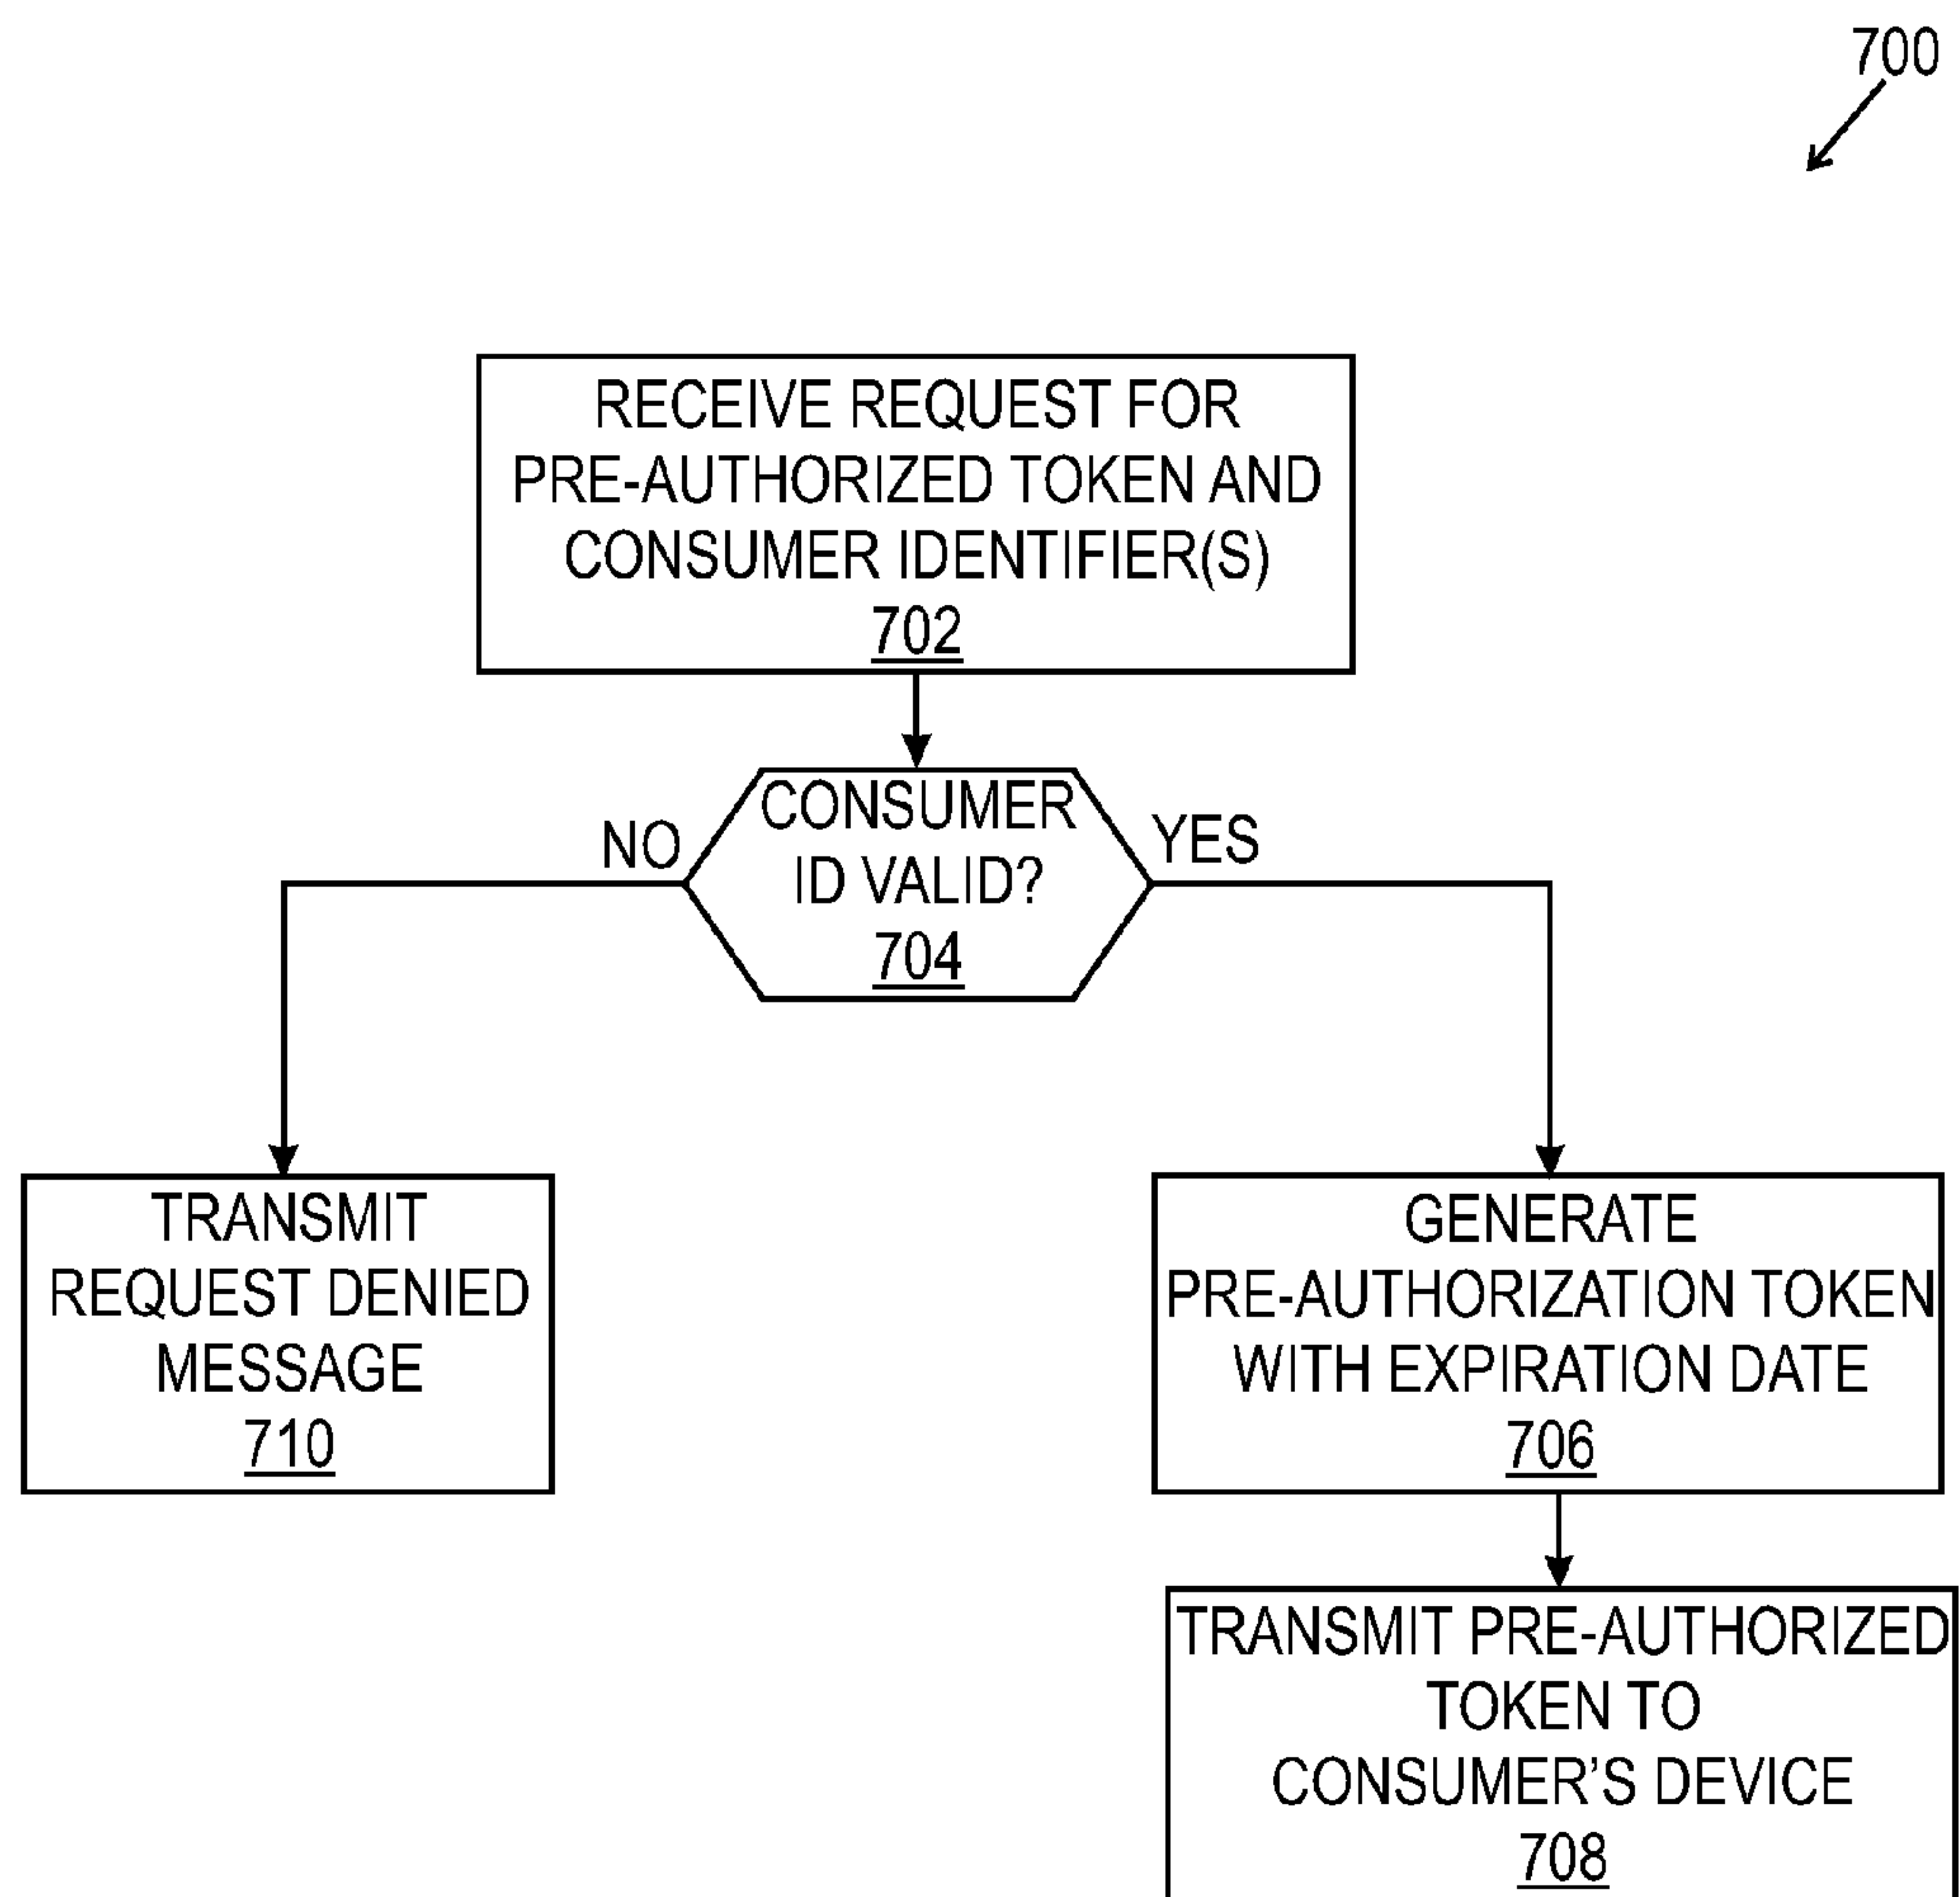 700
RECEIVE REQUEST FOR
PRE-AUTHORIZED TOKEN AND
CONSUMER IDENTIFIER(S)
702
CONSUMER
ID VALID?
704
NO
YES
TRANSMIT
REQUEST DENIED
MESSAGE
710
GENERATE
PRE-AUTHORIZATION TOKEN
WITH EXPIRATION DATE
706
TRANSMIT PRE-AUTHORIZED
TOKEN TO
CONSUMER'S DEVICE
708